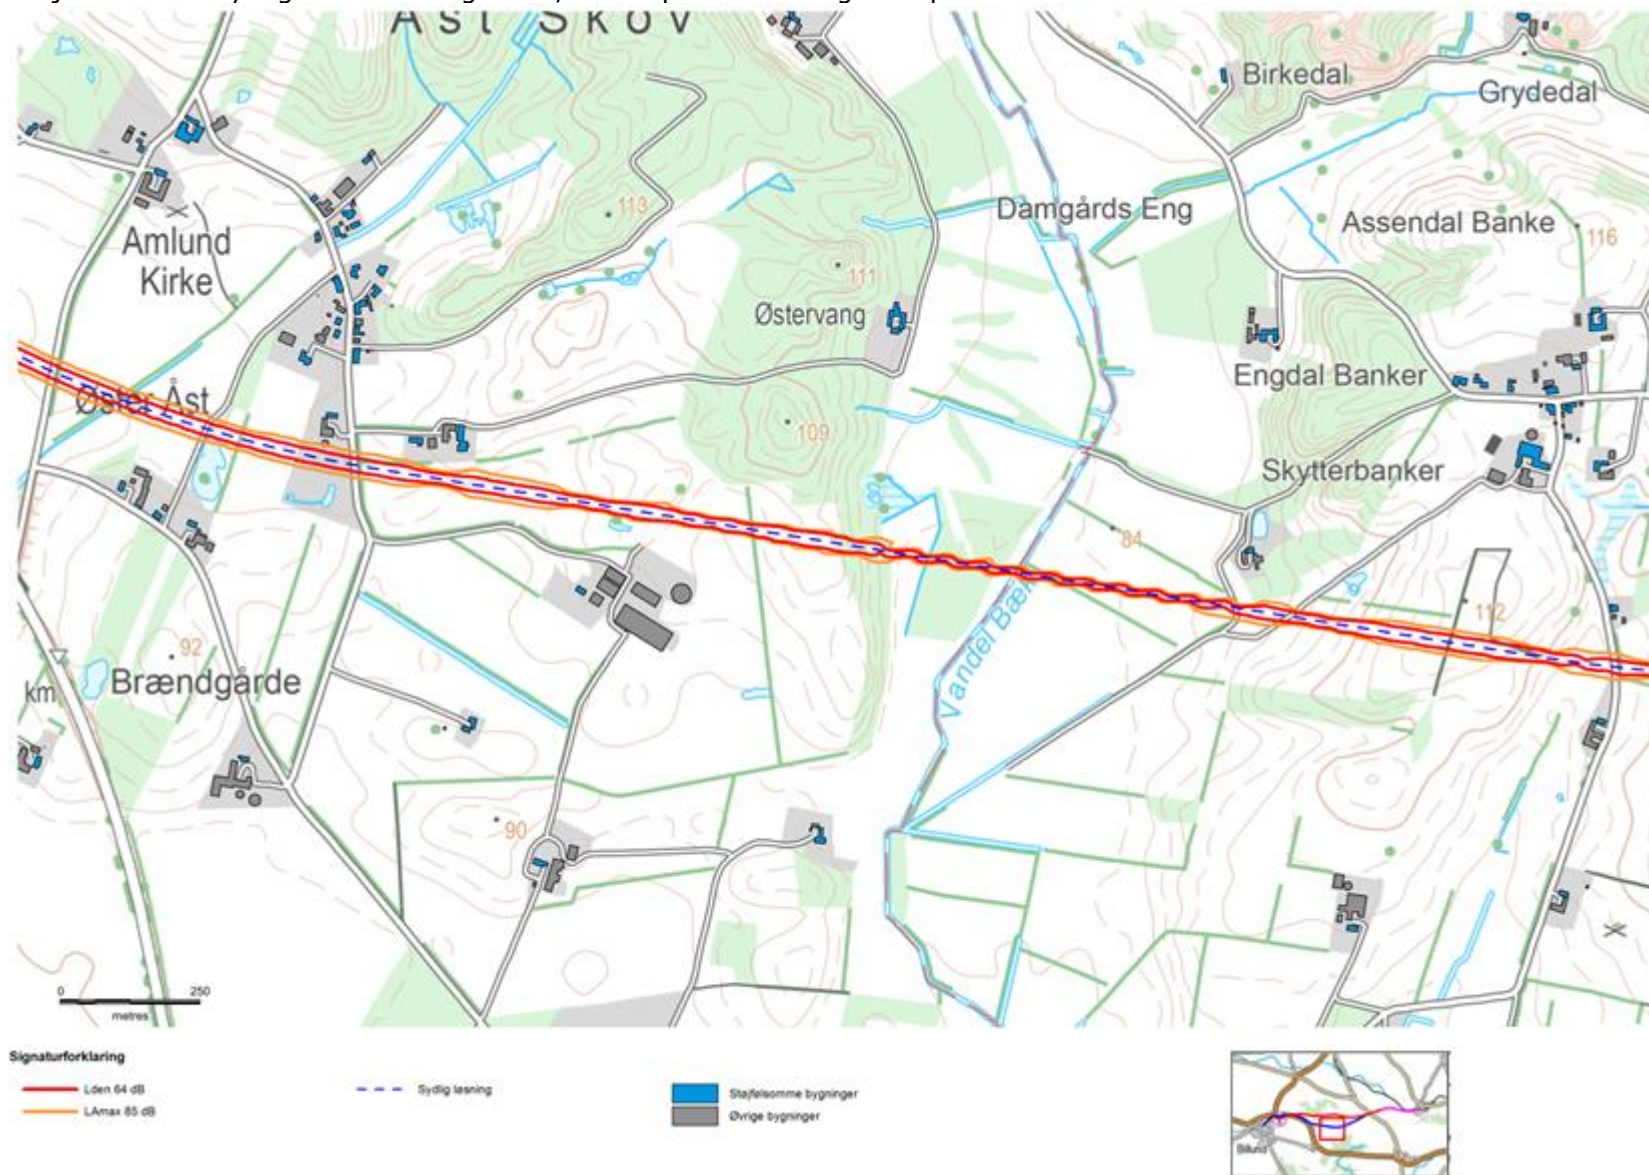 Ast Skov
Birkedal
Grydedal
113
Damgårds Eng
Assendal Banke
116
Amlund
Kirke
111
Østervang
Engdal Banker
Øster Åst
109
Skytterbanker
84
112
92
Brændgårde
km
Vandel Bæk
90
0
250
metres
Signaturforklaring
Lden 64 dB
LAmax 85 dB
Sydlig løsning
Støjfølsomme bygninger
Øvrige bygninger
Billund